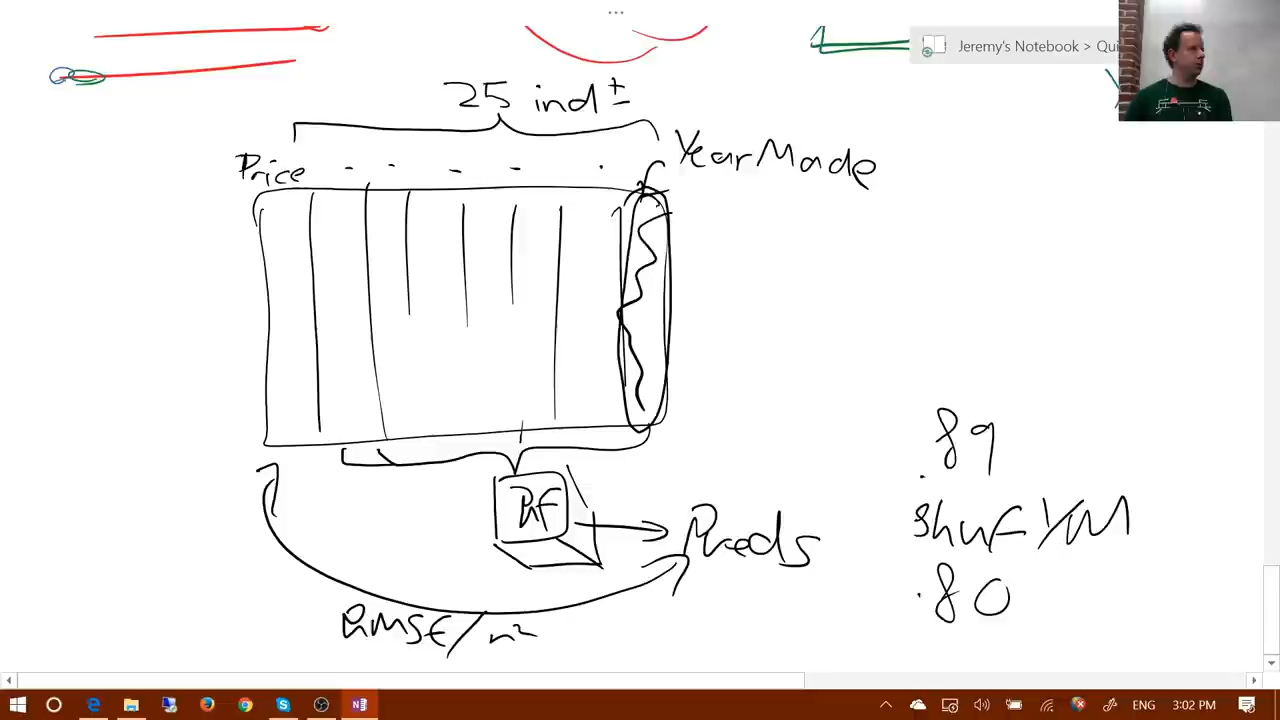 Jeremy's Notebook > Qui
25 ind ±
Price YearMade
RF
Preds
RMSE/r²
.89
shuf YM
.80
ENG 3:02 PM